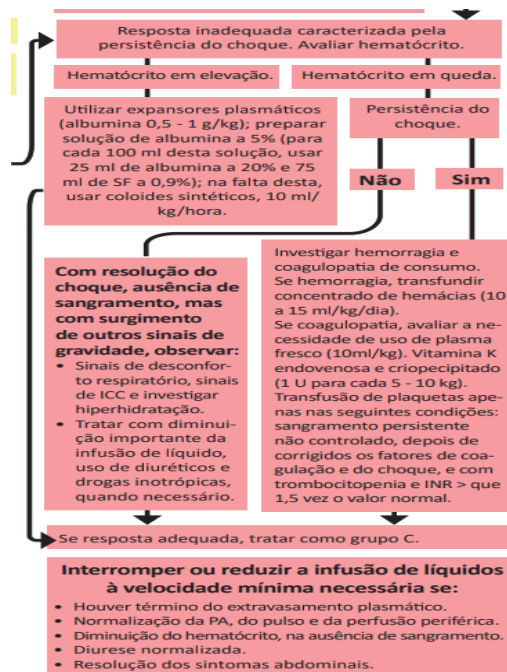 Resposta inadequada caracterizada pela
persistência do choque. Avaliar hematócrito.
Hematócrito em elevação.
Hematócrito em queda.
Utilizar expansores plasmáticos
(albumina 0,5 - 1 g/kg); preparar
solução de albumina a 5% (para
cada 100 ml desta solução, usar
25 ml de albumina a 20% e 75
ml de SF a 0,9%); na falta desta,
usar coloides sintéticos, 10 ml/
kg/hora.
Persistência do
choque.
Não
Sim
Com resolução do
choque, ausência de
sangramento, mas
com surgimento
de outros sinais de
gravidade, observar:
• Sinais de desconfor-
to respiratório, sinais
de ICC e investigar
hiperhidratação.
• Tratar com diminui-
ção importante da
infusão de líquido,
uso de diuréticos e
drogas inotrópicas,
quando necessário.
Investigar hemorragia e
coagulopatia de consumo.
Se hemorragia, transfundir
concentrado de hemácias (10
a 15 ml/kg/dia).
Se coagulopatia, avaliar a ne-
cessidade de uso de plasma
fresco (10ml/kg). Vitamina K
endovenosa e criopecipitado
(1 U para cada 5 - 10 kg).
Transfusão de plaquetas ape-
nas nas seguintes condições:
sangramento persistente
não controlado, depois de
corrigidos os fatores de coa-
gulação e do choque, e com
trombocitopenia e INR > que
1,5 vez o valor normal.
Se resposta adequada, tratar como grupo C.
Interromper ou reduzir a infusão de líquidos
à velocidade mínima necessária se:
• Houver término do extravasamento plasmático.
• Normalização da PA, do pulso e da perfusão periférica.
• Diminuição do hematócrito, na ausência de sangramento.
• Diurese normalizada.
• Resolução dos sintomas abdominais.